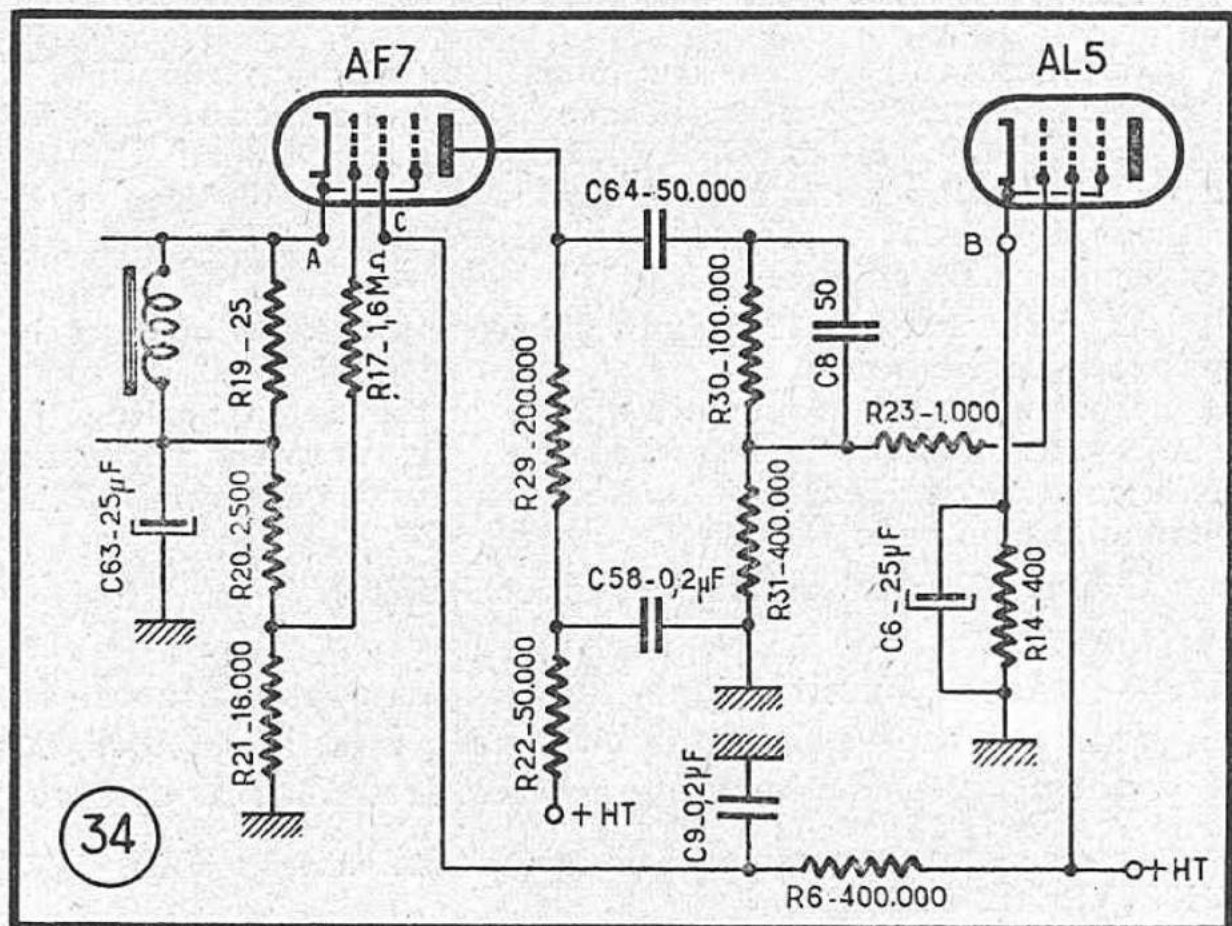 AF7
AL5
C64-50.000
A
C
B
R19-25
R17-1,6MΩ
R30-100.000
C8 50
R23-1.000
R29-200.000
C63-25µF
R20-2,500
C58-0,2µF
R31-400.000
C6-25µF
R14-400
R21-16.000
R22-50.000
+HT
C9-0,2µF
34
R6-400.000
+HT